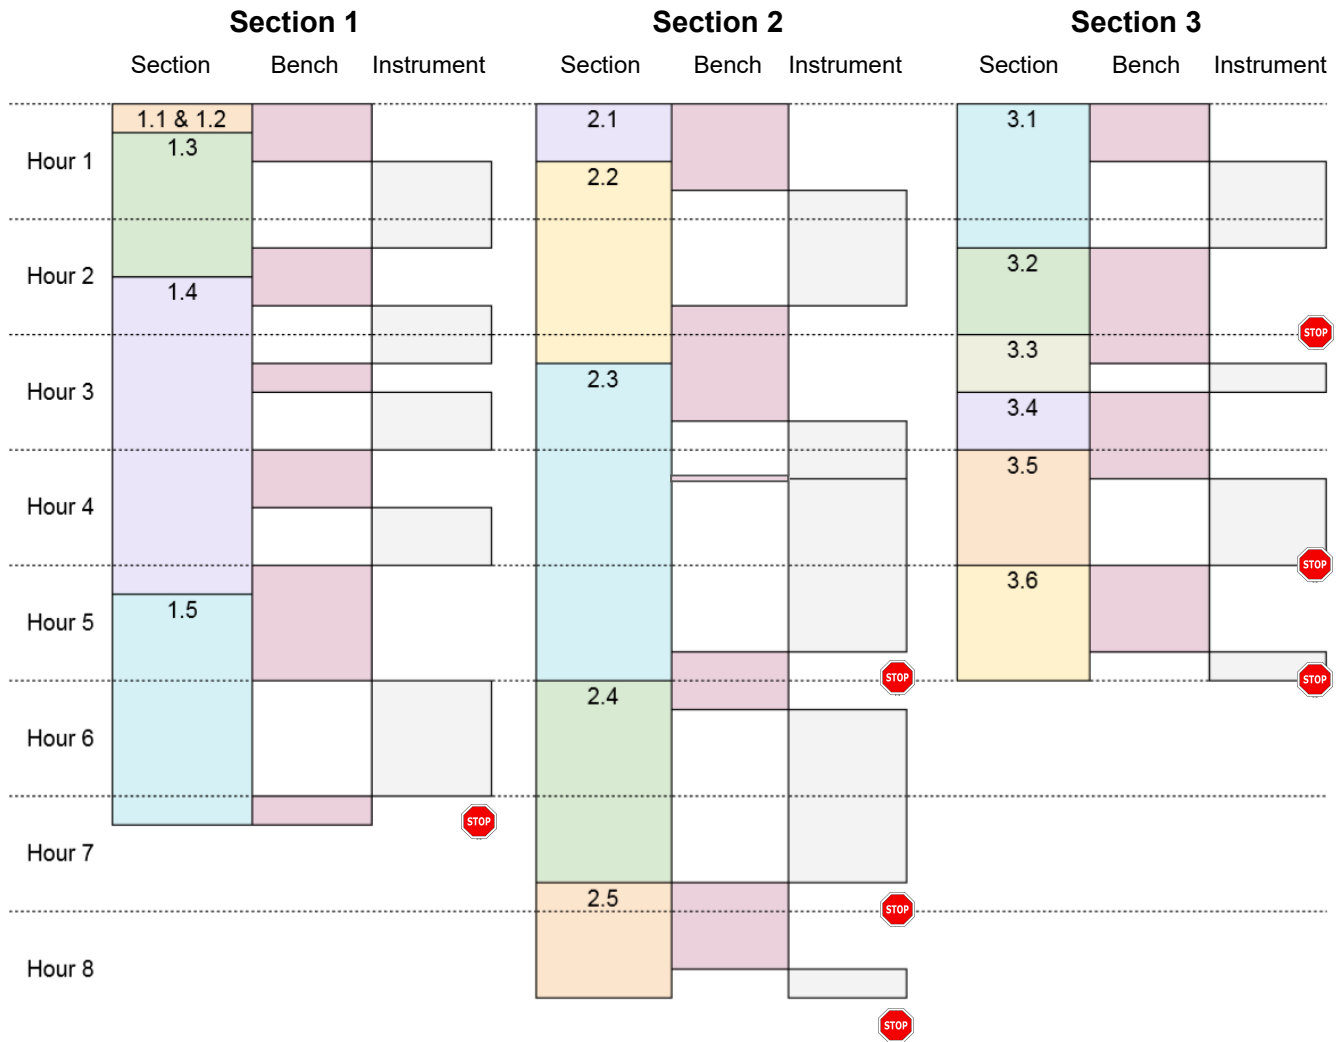 Section 1 Section 2 Section 3
Section Bench Instrument Section Bench Instrument Section Bench Instrument
1.1 & 1.2 2.1 3.1
1.3
Hour 1
2.2
3.2
Hour 2
1.4
STOP
3.3
2.3
Hour 3
3.4
3.5
Hour 4
STOP
3.6
1.5
Hour 5
STOP STOP
2.4
Hour 6
STOP
Hour 7
2.5
STOP
Hour 8
STOP